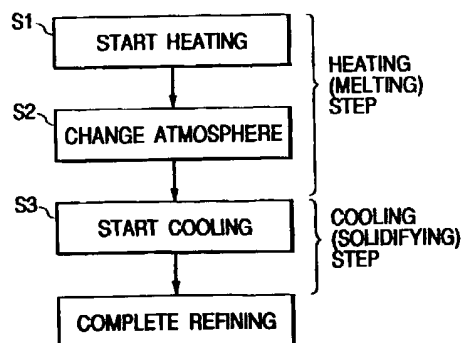 S1
START HEATING
S2
CHANGE ATMOSPHERE
HEATING
(MELTING)
STEP
S3
START COOLING
COOLING
(SOLIDIFYING)
STEP
COMPLETE REFINING